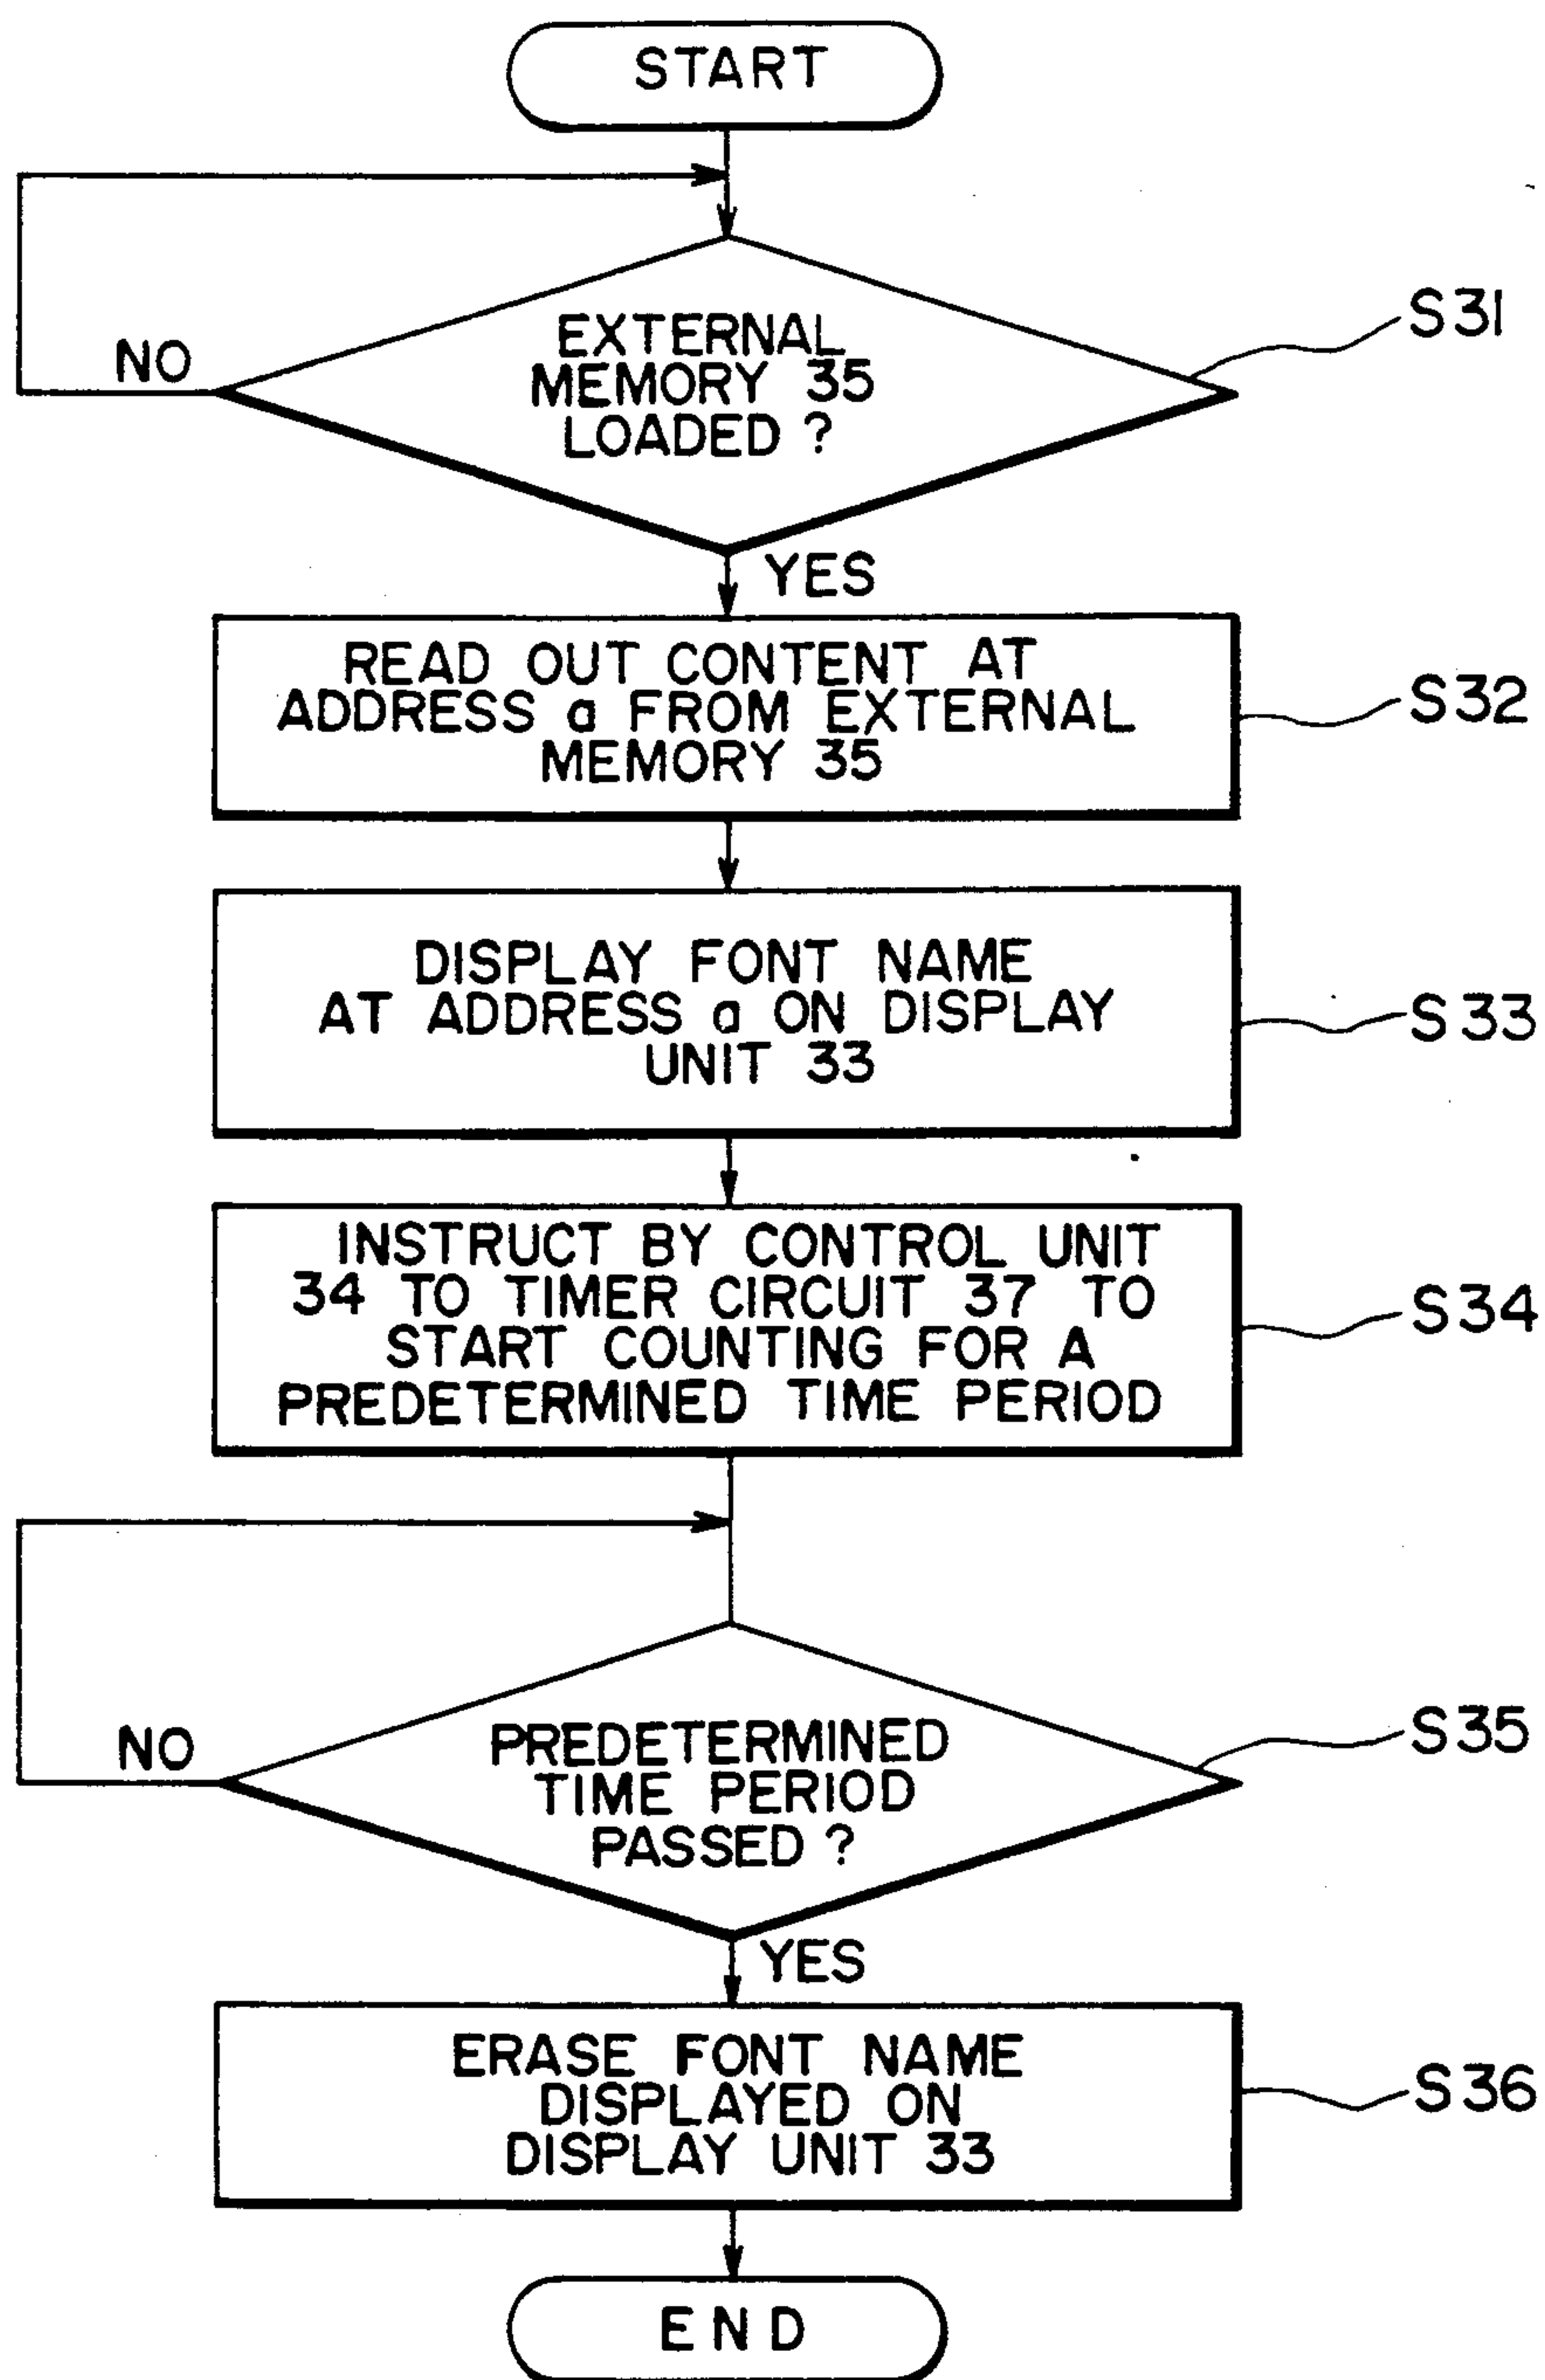 START
NO
EXTERNAL
MEMORY 35
LOADED ?
S31
YES
READ OUT CONTENT AT
ADDRESS a FROM EXTERNAL
MEMORY 35
S32
DISPLAY FONT NAME
AT ADDRESS a ON DISPLAY
UNIT 33
S33
INSTRUCT BY CONTROL UNIT
34 TO TIMER CIRCUIT 37 TO
START COUNTING FOR A
PREDETERMINED TIME PERIOD
S34
NO
PREDETERMINED
TIME PERIOD
PASSED ?
S35
YES
ERASE FONT NAME
DISPLAYED ON
DISPLAY UNIT 33
S36
END